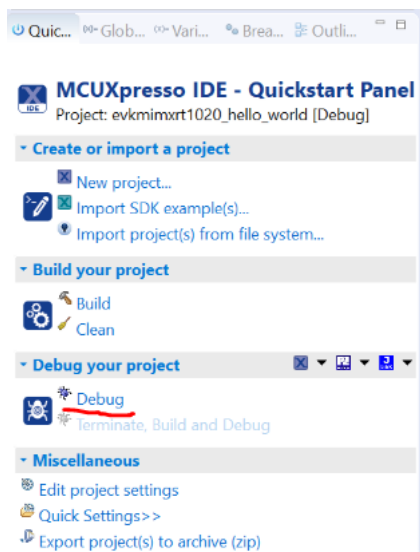 Quic... (x)= Glob... (x)= Vari... Brea... Outli...
IDE
MCUXpresso IDE - Quickstart Panel
Project: evkmimxrt1020_hello_world [Debug]
Create or import a project
New project...
Import SDK example(s)...
Import project(s) from file system...
Build your project
Build
Clean
Debug your project
Debug
Terminate, Build and Debug
Miscellaneous
Edit project settings
Quick Settings>>
Export project(s) to archive (zip)